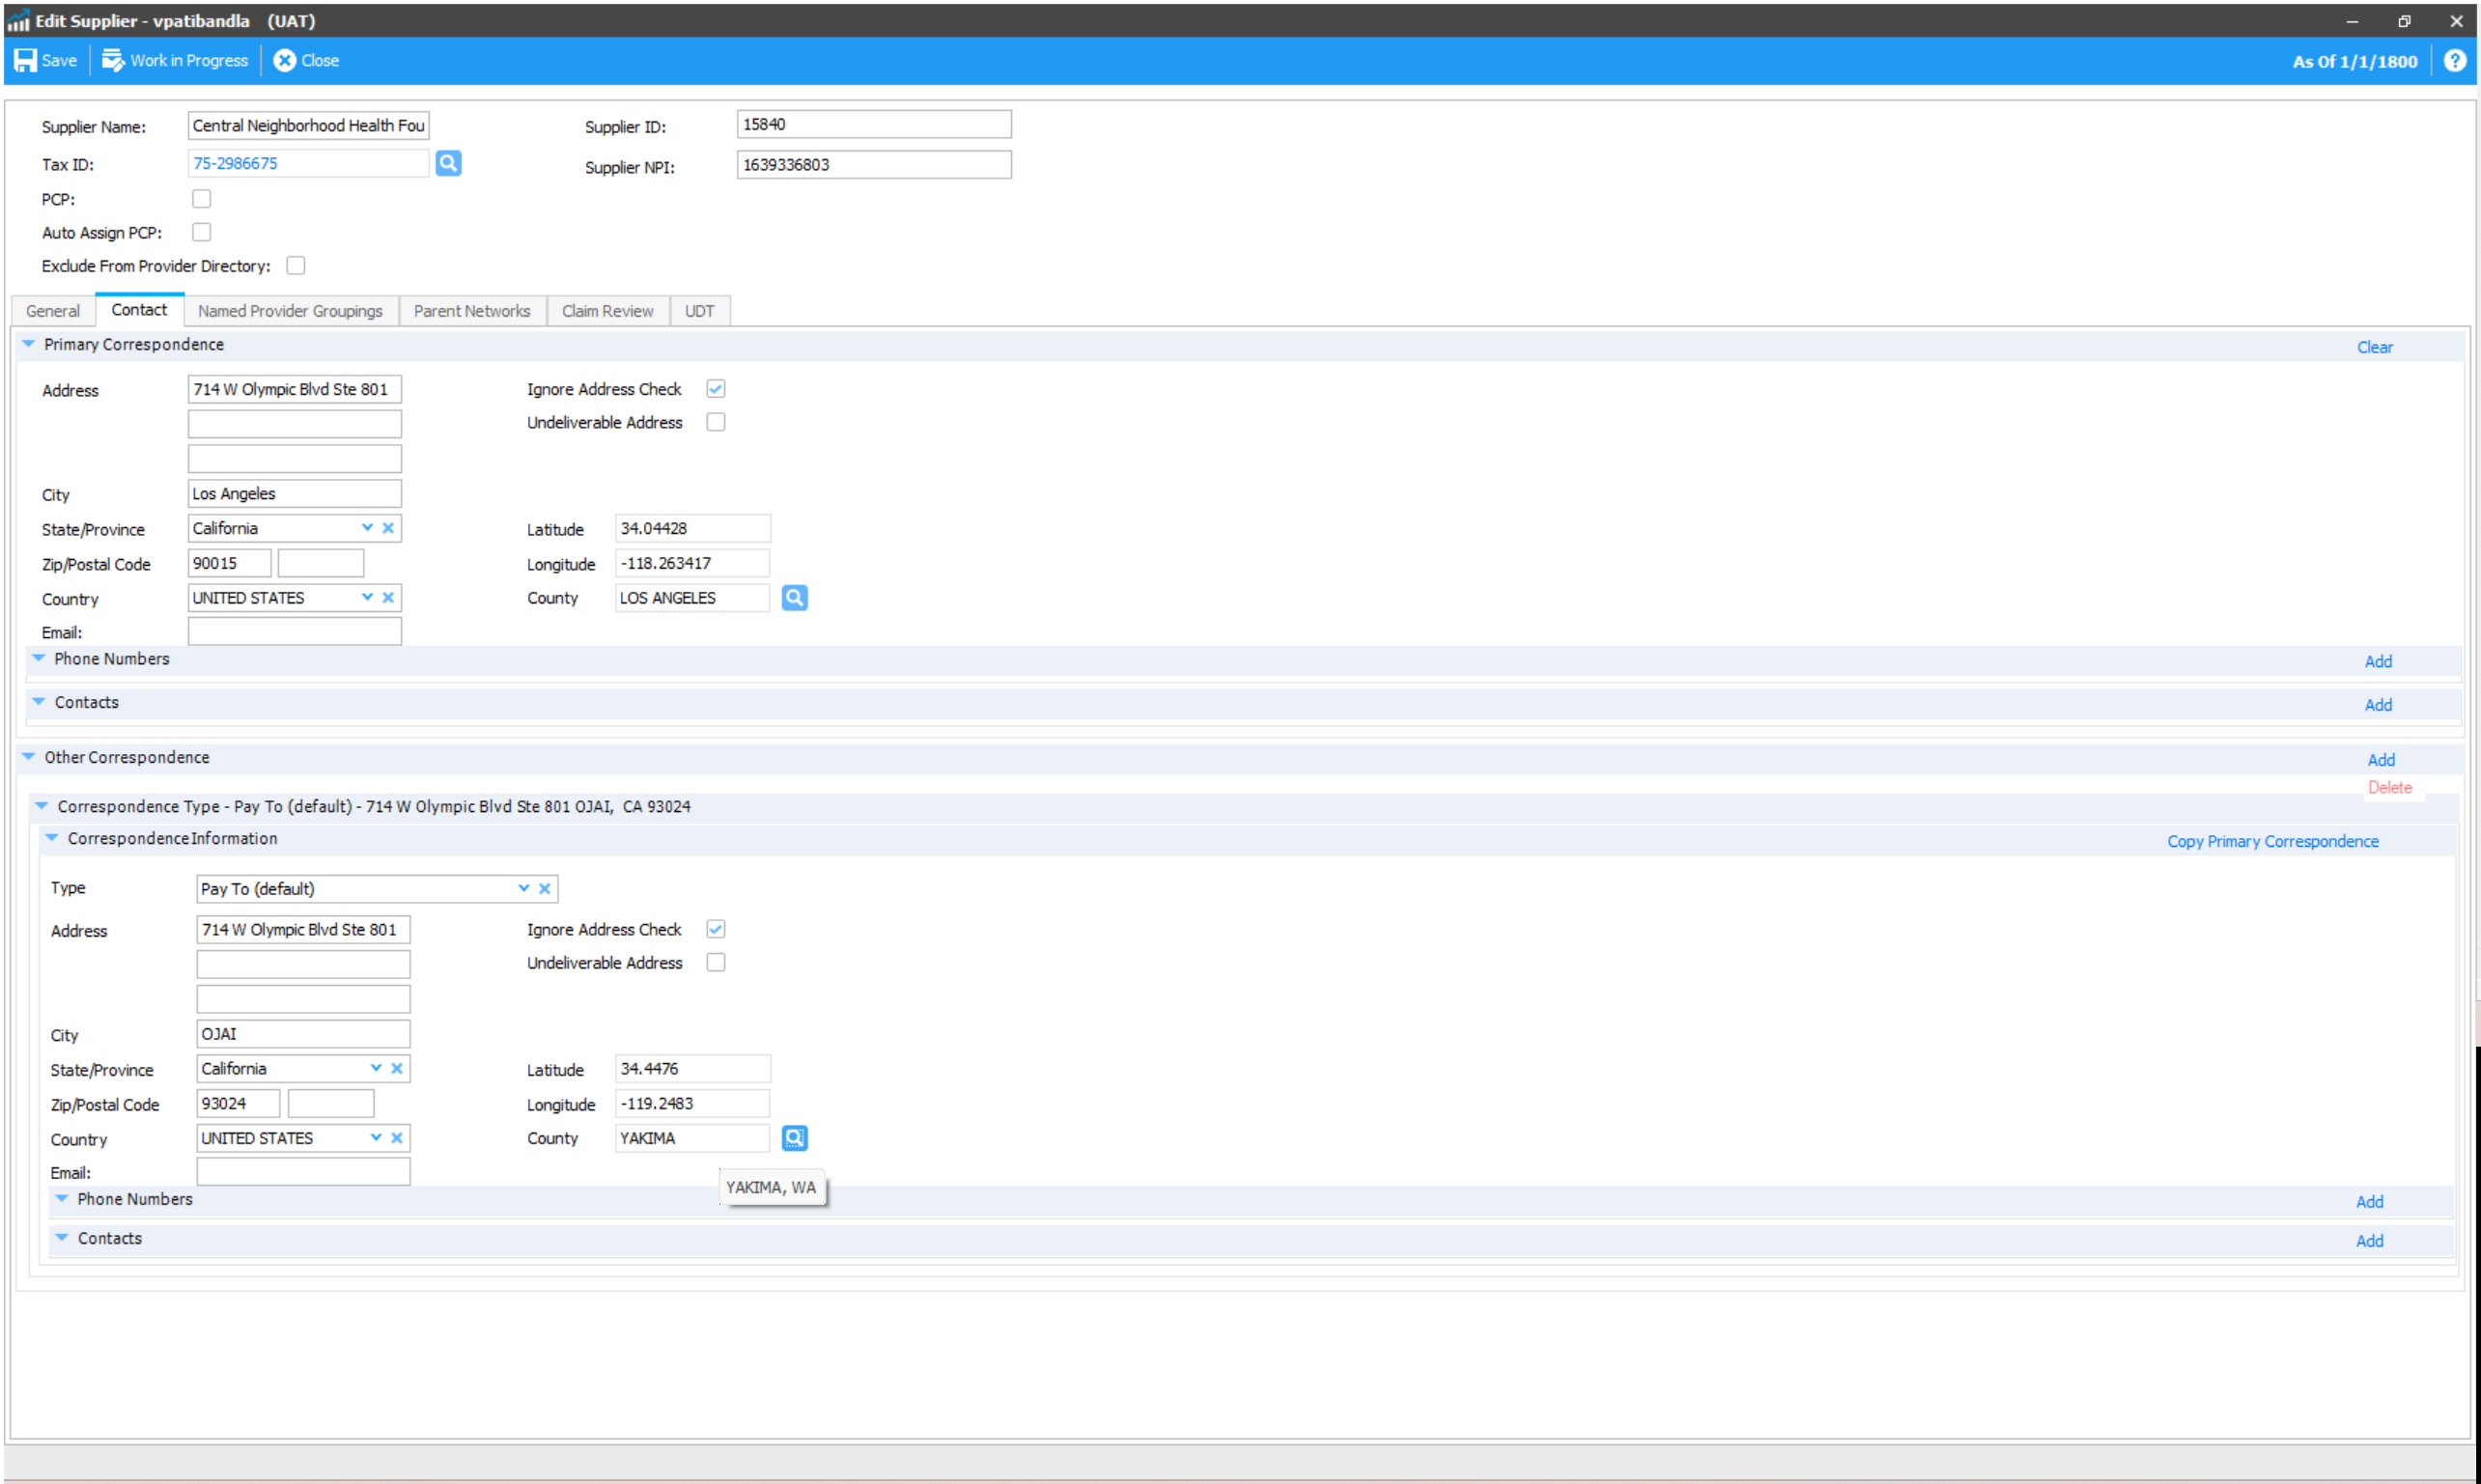 Edit Supplier - vpatibandla (UAT)
Save Work in Progress Close As Of 1/1/1800 ?
Supplier Name: Central Neighborhood Health Fou Supplier ID: 15840
Tax ID: 75-2986675 Supplier NPI: 1639336803
PCP:
Auto Assign PCP:
Exclude From Provider Directory:
General Contact Named Provider Groupings Parent Networks Claim Review UDT
Primary Correspondence Clear
Address 714 W Olympic Blvd Ste 801 Ignore Address Check
Undeliverable Address
City Los Angeles
State/Province California Latitude 34.04428
Zip/Postal Code 90015 Longitude -118.263417
Country UNITED STATES County LOS ANGELES
Email:
Phone Numbers Add
Contacts Add
Other Correspondence Add
Delete
Correspondence Type - Pay To (default) - 714 W Olympic Blvd Ste 801 OJAI, CA 93024
Correspondence Information Copy Primary Correspondence
Type Pay To (default)
Address 714 W Olympic Blvd Ste 801 Ignore Address Check
Undeliverable Address
City OJAI
State/Province California Latitude 34.4476
Zip/Postal Code 93024 Longitude -119.2483
Country UNITED STATES County YAKIMA
Email:
YAKIMA, WA
Phone Numbers Add
Contacts Add